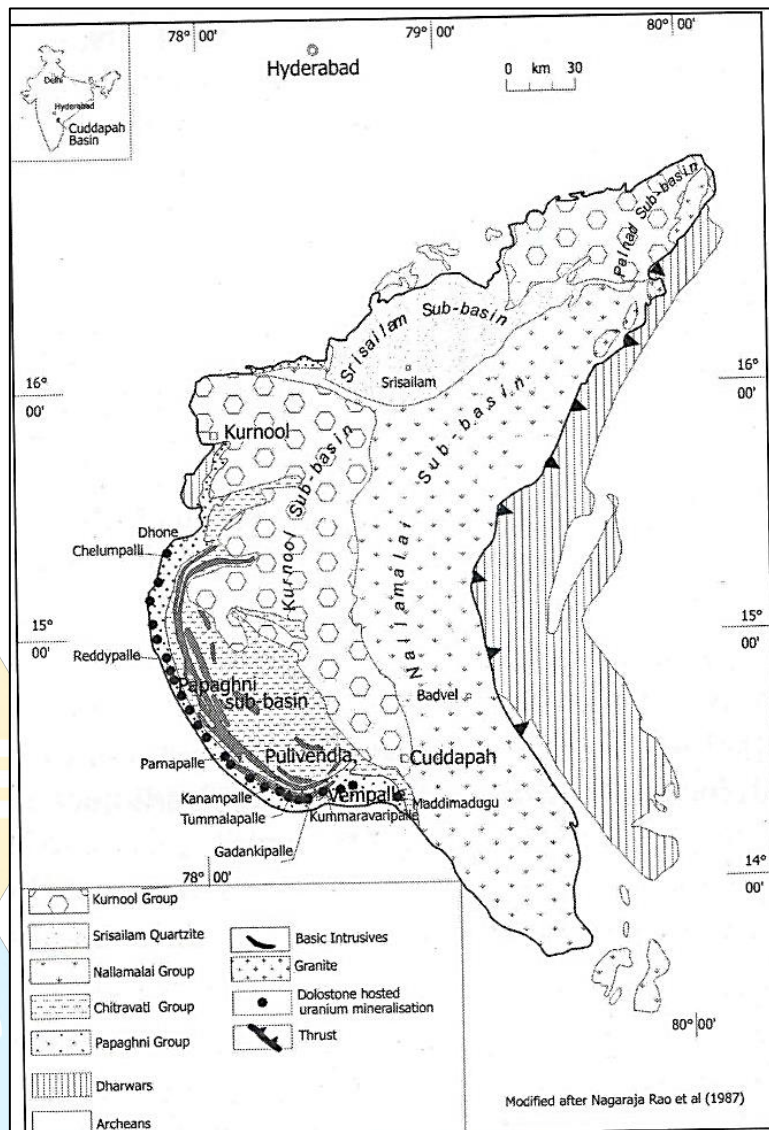 78° 00'
79° 00'
80° 00'
Hyderabad
0 km 30
Delhi
Hyderabad
Cuddapah
Basin
Palnad Sub-basin
Srisailam Sub-basin
Srisailam
16°
00'
16°
00'
Kurnool
Kurnool Sub-basin
Nallamalai Sub-basin
Dhone
Chelumpalli
15°
00'
15°
00'
Reddypalle
Papaghni
sub-basin
Badvel
Parnapalle
Pulivendla
Cuddapah
Kanampalle
Vempalle
Maddimadugu
Tummalapalle
Kummaravaripalle
Gadankipalle
14°
00'
78° 00'
80° 00'
Kurnool Group
Srisailam Quartzite
Nallamalai Group
Chitravati Group
Papaghni Group
Dharwars
Archeans
Basic Intrusives
Granite
Dolostone hosted
uranium mineralisation
Thrust
Modified after Nagaraja Rao et al (1987)